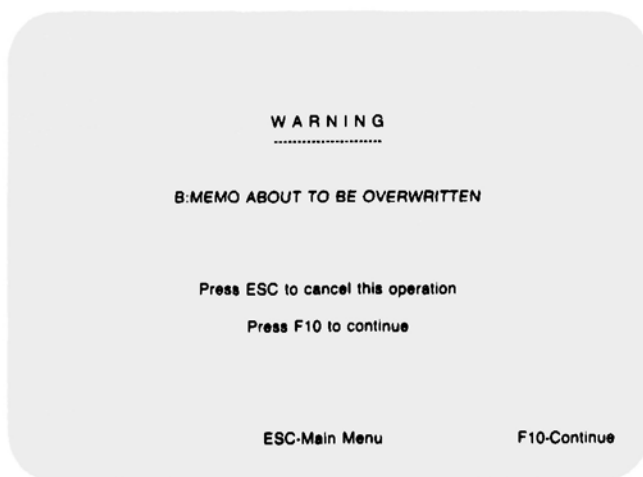 W A R N I N G
-----------------------
B:MEMO ABOUT TO BE OVERWRITTEN
Press ESC to cancel this operation
Press F10 to continue
ESC-Main Menu F10-Continue